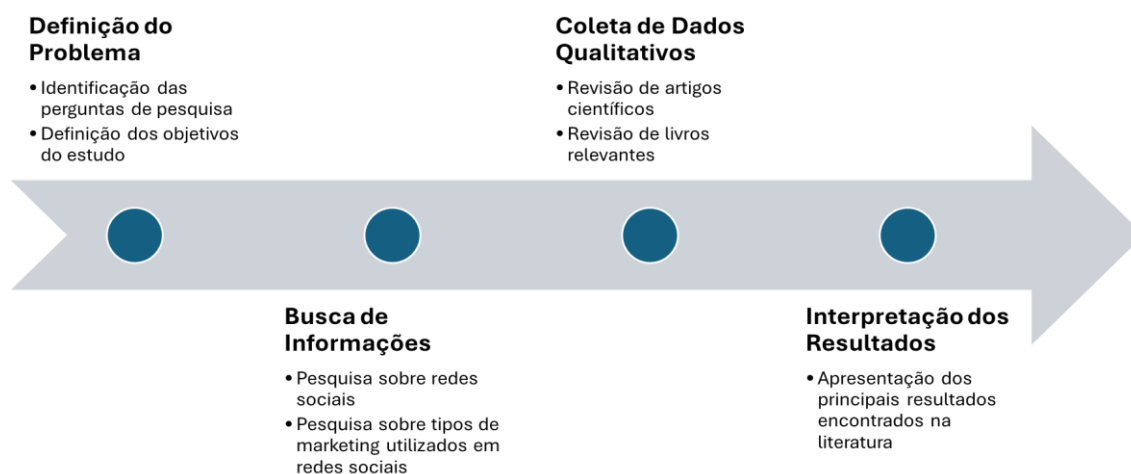 Definição do
Problema
• Identificação das
perguntas de pesquisa
• Definição dos objetivos
do estudo
Busca de
Informações
• Pesquisa sobre redes
sociais
• Pesquisa sobre tipos de
marketing utilizados em
redes sociais
Coleta de Dados
Qualitativos
• Revisão de artigos
científicos
• Revisão de livros
relevantes
Interpretação dos
Resultados
• Apresentação dos
principais resultados
encontrados na
literatura